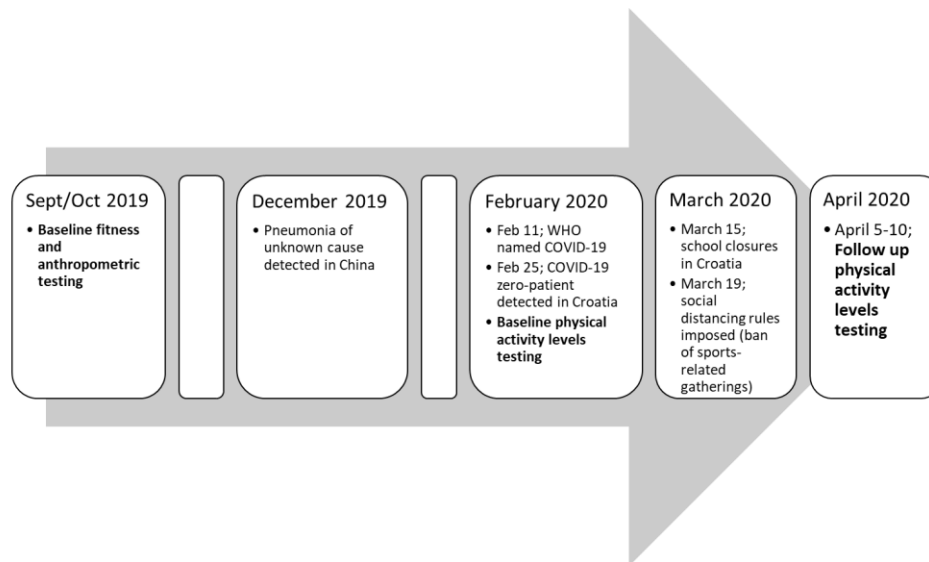 Sept/Oct 2019
• Baseline fitness
and
anthropometric
testing
December 2019
• Pneumonia of
unknown cause
detected in China
February 2020
• Feb 11; WHO
named COVID-19
• Feb 25; COVID-19
zero-patient
detected in Croatia
• Baseline physical
activity levels
testing
March 2020
• March 15;
school closures
in Croatia
• March 19;
social
distancing rules
imposed (ban
of sports-
related
gatherings)
April 2020
• April 5-10;
Follow up
physical
activity
levels
testing